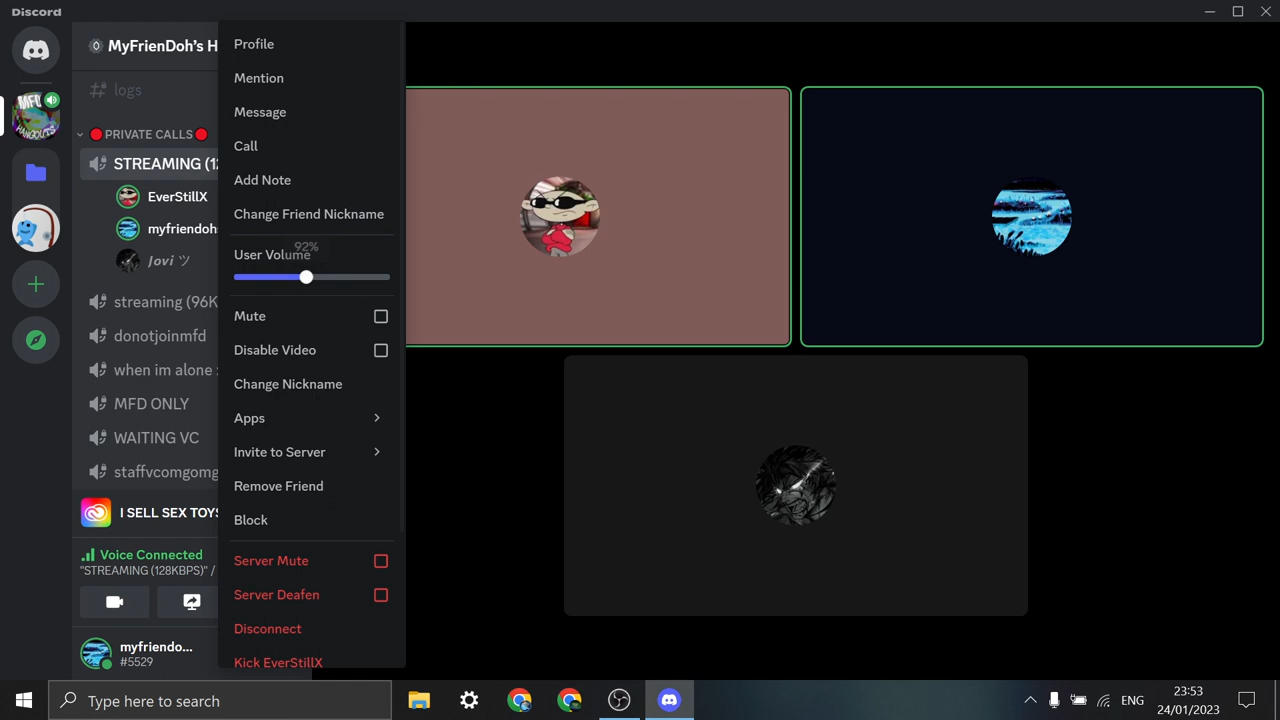 Discord
MyFrienDoh’s H
logs
PRIVATE CALLS
STREAMING (12
EverStillX
myfriendoh
Jovi ツ
streaming (96K
donotjoinmfd
when im alone :
MFD ONLY
WAITING VC
staffvcomgomg
I SELL SEX TOYS
Voice Connected
"STREAMING (128KBPS)" /
myfriendo...
#5529
Profile
Mention
Message
Call
Add Note
Change Friend Nickname
92%
User Volume
Mute
Disable Video
Change Nickname
Apps
Invite to Server
Remove Friend
Block
Server Mute
Server Deafen
Disconnect
Kick EverStillX
MFD
HANGOUTS
Type here to search
ENG
23:53
24/01/2023